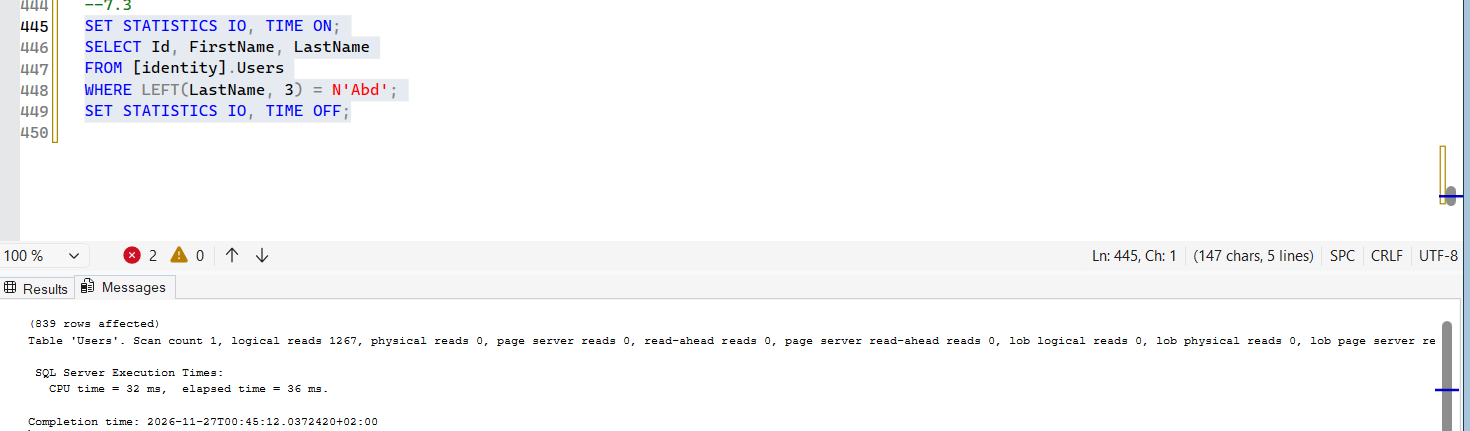 444 --7.3
445 SET STATISTICS IO, TIME ON;
446 SELECT Id, FirstName, LastName
447 FROM [identity].Users
448 WHERE LEFT(LastName, 3) = N'Abd';
449 SET STATISTICS IO, TIME OFF;
450
100 % 2 0 Ln: 445, Ch: 1 (147 chars, 5 lines) SPC CRLF UTF-8
Results Messages
(839 rows affected)
Table 'Users'. Scan count 1, logical reads 1267, physical reads 0, page server reads 0, read-ahead reads 0, page server read-ahead reads 0, lob logical reads 0, lob physical reads 0, lob page server re
SQL Server Execution Times:
CPU time = 32 ms, elapsed time = 36 ms.
Completion time: 2026-11-27T00:45:12.0372420+02:00